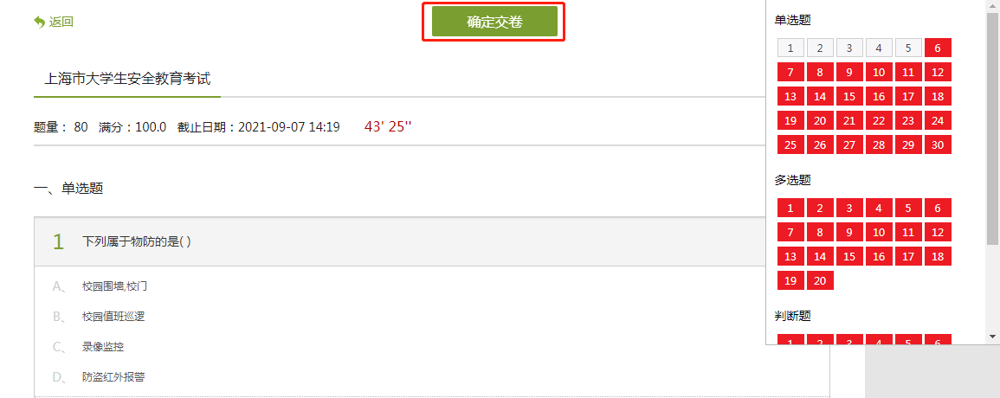 返回
确定交卷
上海市大学生安全教育考试
题量： 80 满分：100.0 截止日期：2021-09-07 14:19 43' 25''
一、单选题
1 下列属于物防的是( )
A、 校园围墙,校门
B、 校园值班巡逻
C、 录像监控
D、 防盗红外报警
单选题
1 2 3 4 5 6
7 8 9 10 11 12
13 14 15 16 17 18
19 20 21 22 23 24
25 26 27 28 29 30
多选题
1 2 3 4 5 6
7 8 9 10 11 12
13 14 15 16 17 18
19 20
判断题
1 2 3 4 5 6